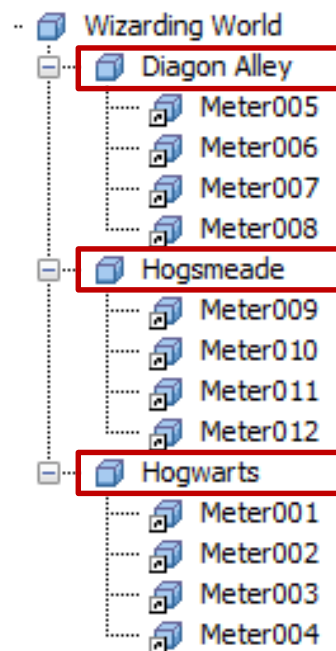 Wizarding World
Diagon Alley
Meter005
Meter006
Meter007
Meter008
Hogsmeade
Meter009
Meter010
Meter011
Meter012
Hogwarts
Meter001
Meter002
Meter003
Meter004